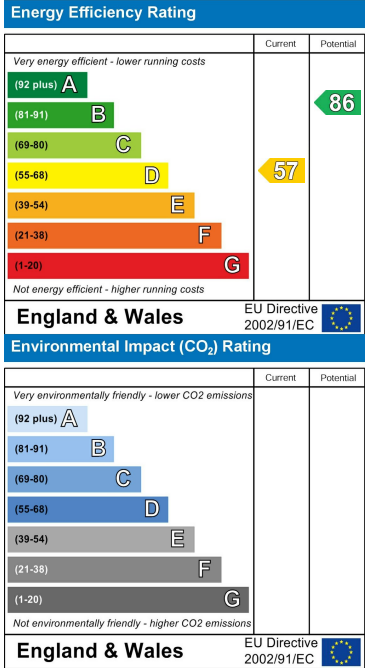 Energy Efficiency Rating
Current Potential
Very energy efficient - lower running costs
(92 plus) A
(81-91) B
86
(69-80) C
(55-68) D
57
(39-54) E
(21-38) F
(1-20) G
Not energy efficient - higher running costs
England & Wales
EU Directive
2002/91/EC
Environmental Impact (CO₂) Rating
Current Potential
Very environmentally friendly - lower CO2 emissions
(92 plus) A
(81-91) B
(69-80) C
(55-68) D
(39-54) E
(21-38) F
(1-20) G
Not environmentally friendly - higher CO2 emissions
England & Wales
EU Directive
2002/91/EC